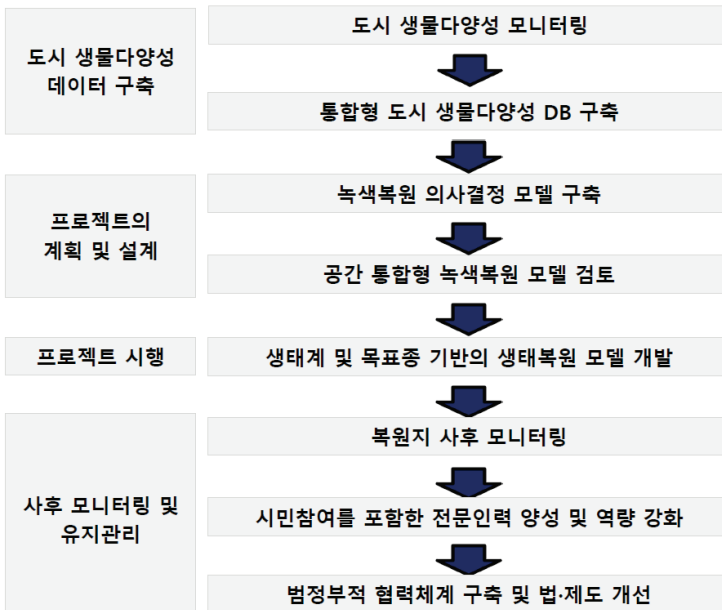 도시 생물다양성
데이터 구축
도시 생물다양성 모니터링
통합형 도시 생물다양성 DB 구축
프로젝트의
계획 및 설계
녹색복원 의사결정 모델 구축
공간 통합형 녹색복원 모델 검토
프로젝트 시행
생태계 및 목표종 기반의 생태복원 모델 개발
사후 모니터링 및
유지관리
복원지 사후 모니터링
시민참여를 포함한 전문인력 양성 및 역량 강화
범정부적 협력체계 구축 및 법·제도 개선